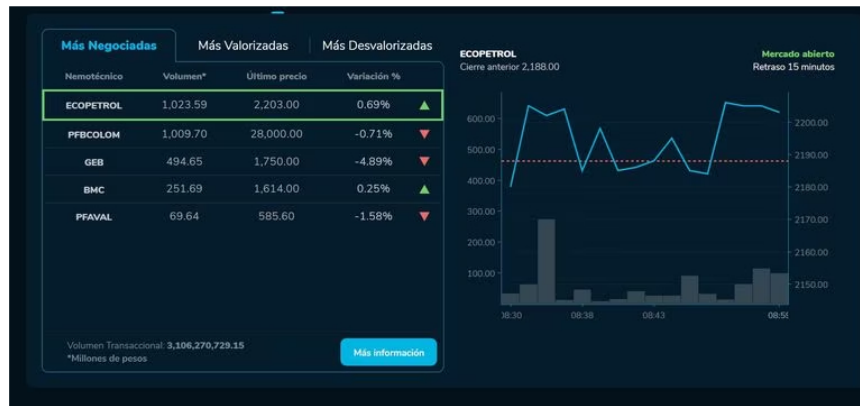 Más Negociadas Más Valorizadas Más Desvalorizadas
Nemotécnico Volumen* Último precio Variación %
ECOPETROL 1,023.59 2,203.00 0.69%
PFBCOLOM 1,009.70 28,000.00 -0.71%
GEB 494.65 1,750.00 -4.89%
BMC 251.69 1,614.00 0.25%
PFAVAL 69.64 585.60 -1.58%
Volumen Transaccional: 3,106,270,729.15
*Millones de pesos
Más información
ECOPETROL Mercado abierto
Cierre anterior 2,188.00 Retraso 15 minutos
600.00 2200.00
500.00 2190.00
400.00 2180.00
300.00 2170.00
200.00 2160.00
100.00 2150.00
08:38 08:43